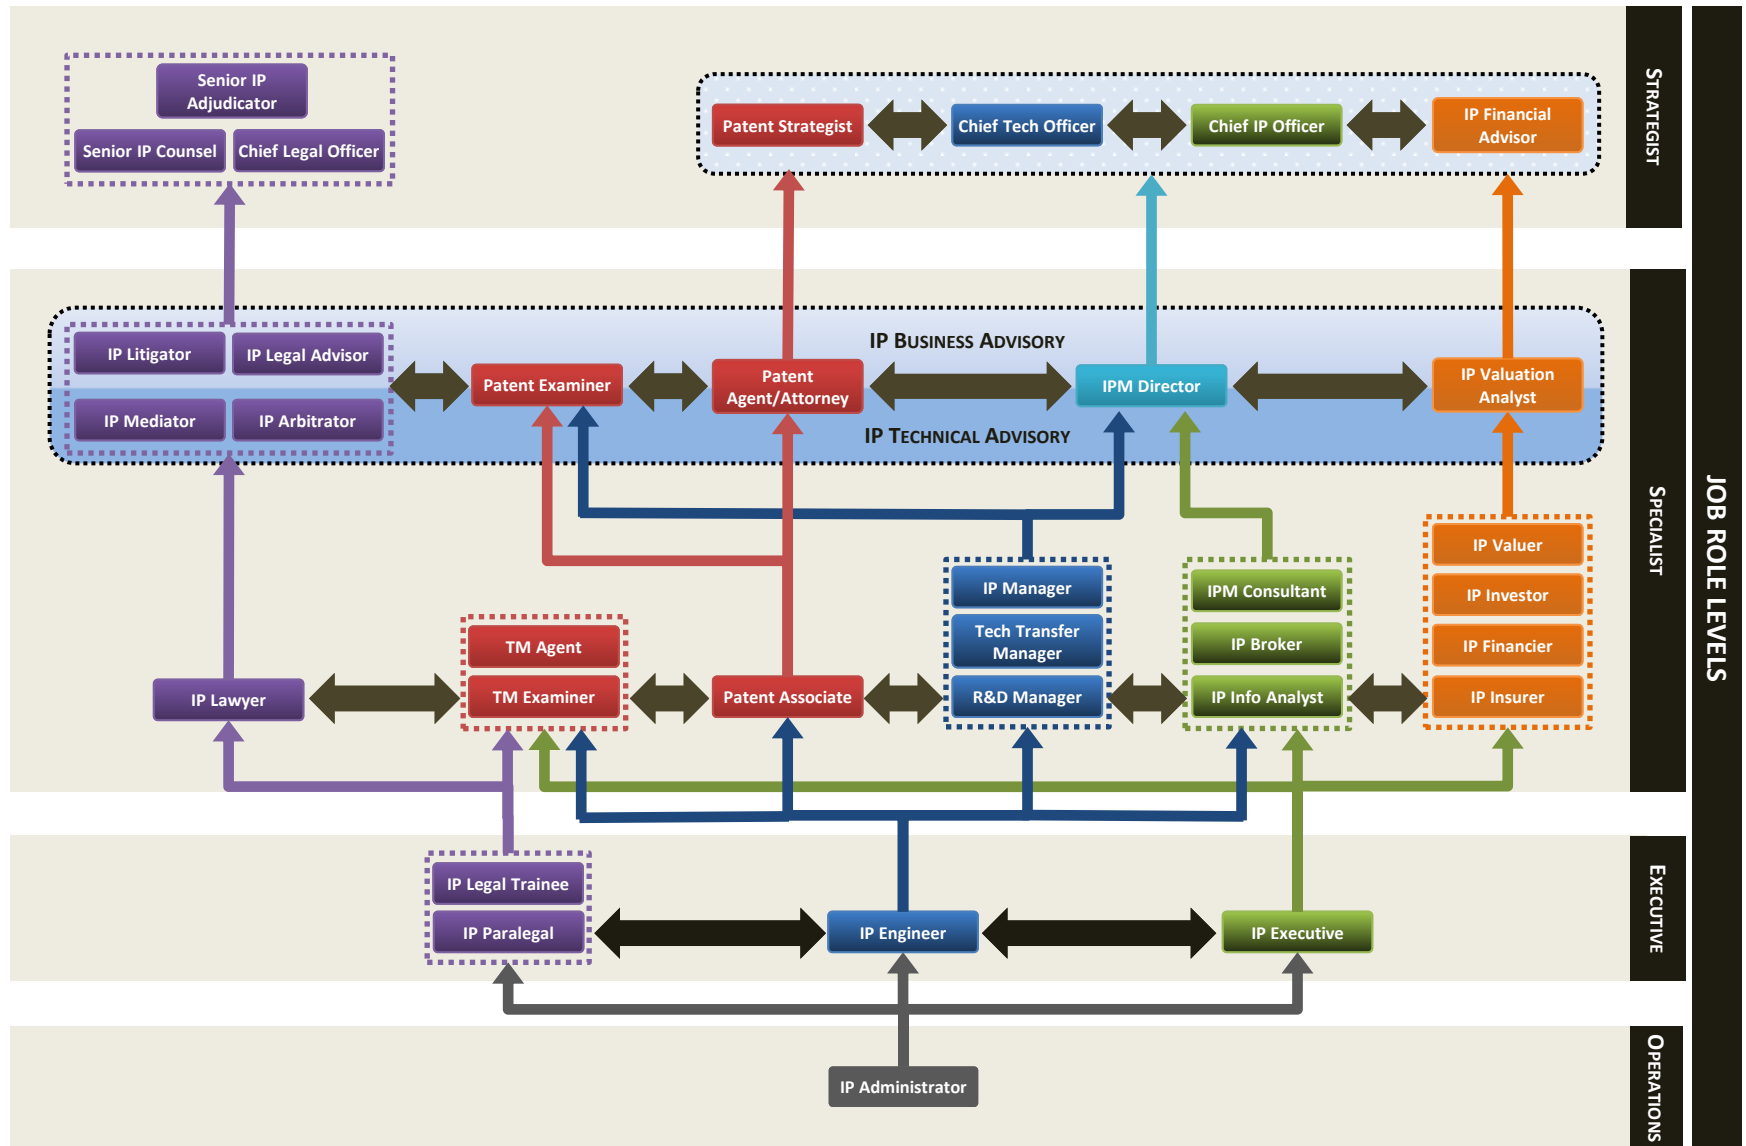 Senior IP
Adjudicator
Senior IP Counsel
Chief Legal Officer
Patent Strategist
Chief Tech Officer
Chief IP Officer
IP Financial
Advisor
STRATEGIST
IP BUSINESS ADVISORY
IP Litigator
IP Legal Advisor
IP Mediator
IP Arbitrator
Patent Examiner
Patent
Agent/Attorney
IPM Director
IP Valuation
Analyst
IP TECHNICAL ADVISORY
SPECIALIST
JOB ROLE LEVELS
IP Lawyer
TM Agent
TM Examiner
Patent Associate
IP Manager
Tech Transfer
Manager
R&D Manager
IPM Consultant
IP Broker
IP Info Analyst
IP Valuer
IP Investor
IP Financier
IP Insurer
IP Legal Trainee
IP Paralegal
IP Engineer
IP Executive
EXECUTIVE
IP Administrator
OPERATIONS